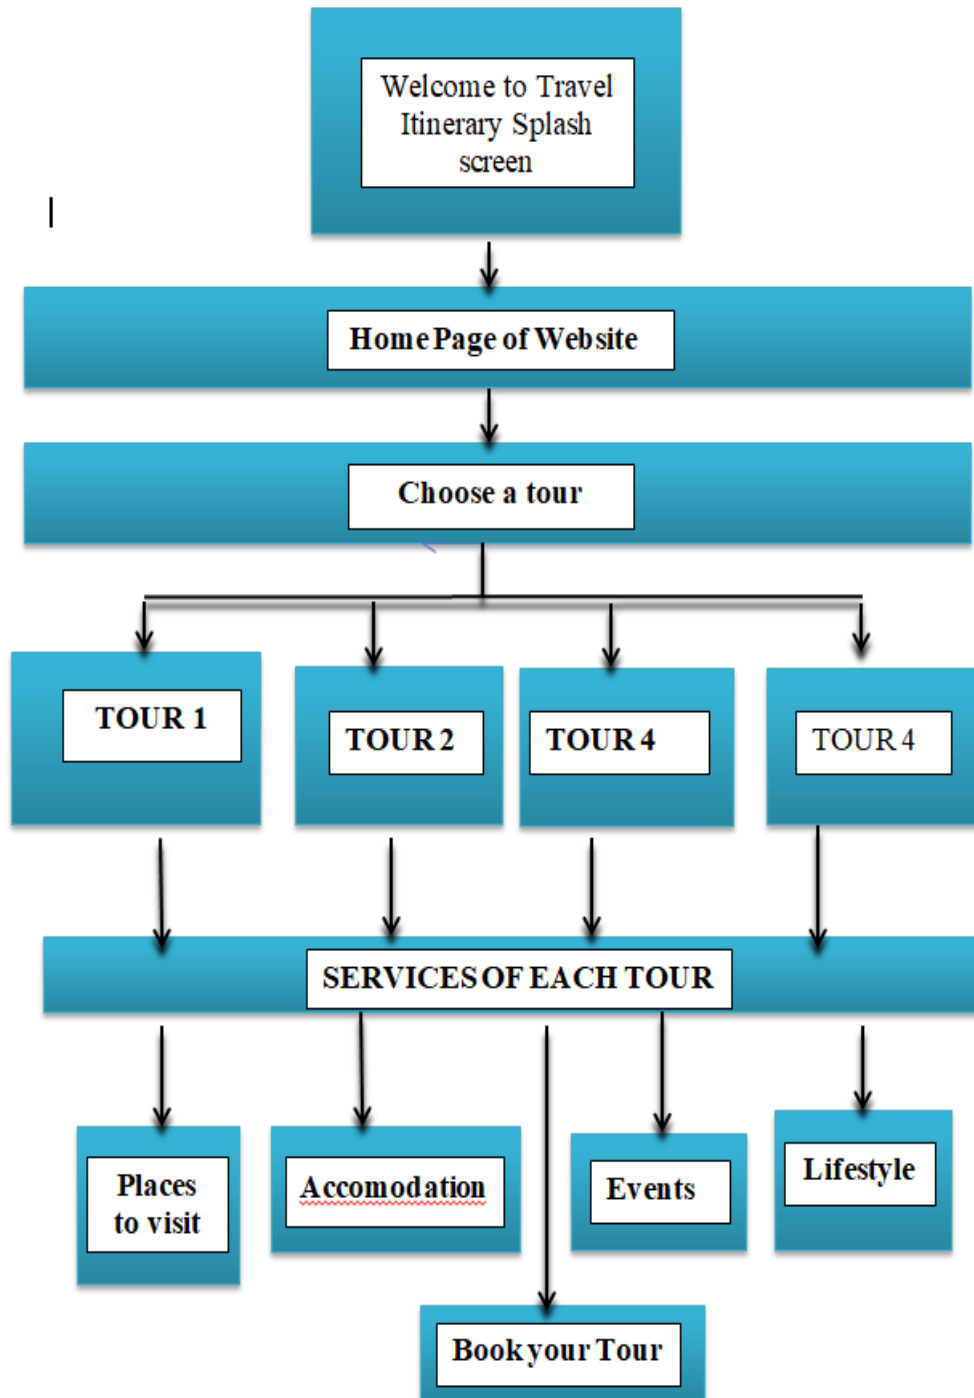 Welcome to Travel
Itinerary Splash
screen
Home Page of Website
Choose a tour
TOUR 1
TOUR 2
TOUR 4
TOUR 4
SERVICES OF EACH TOUR
Places
to visit
Accomodation
Events
Lifestyle
Book your Tour